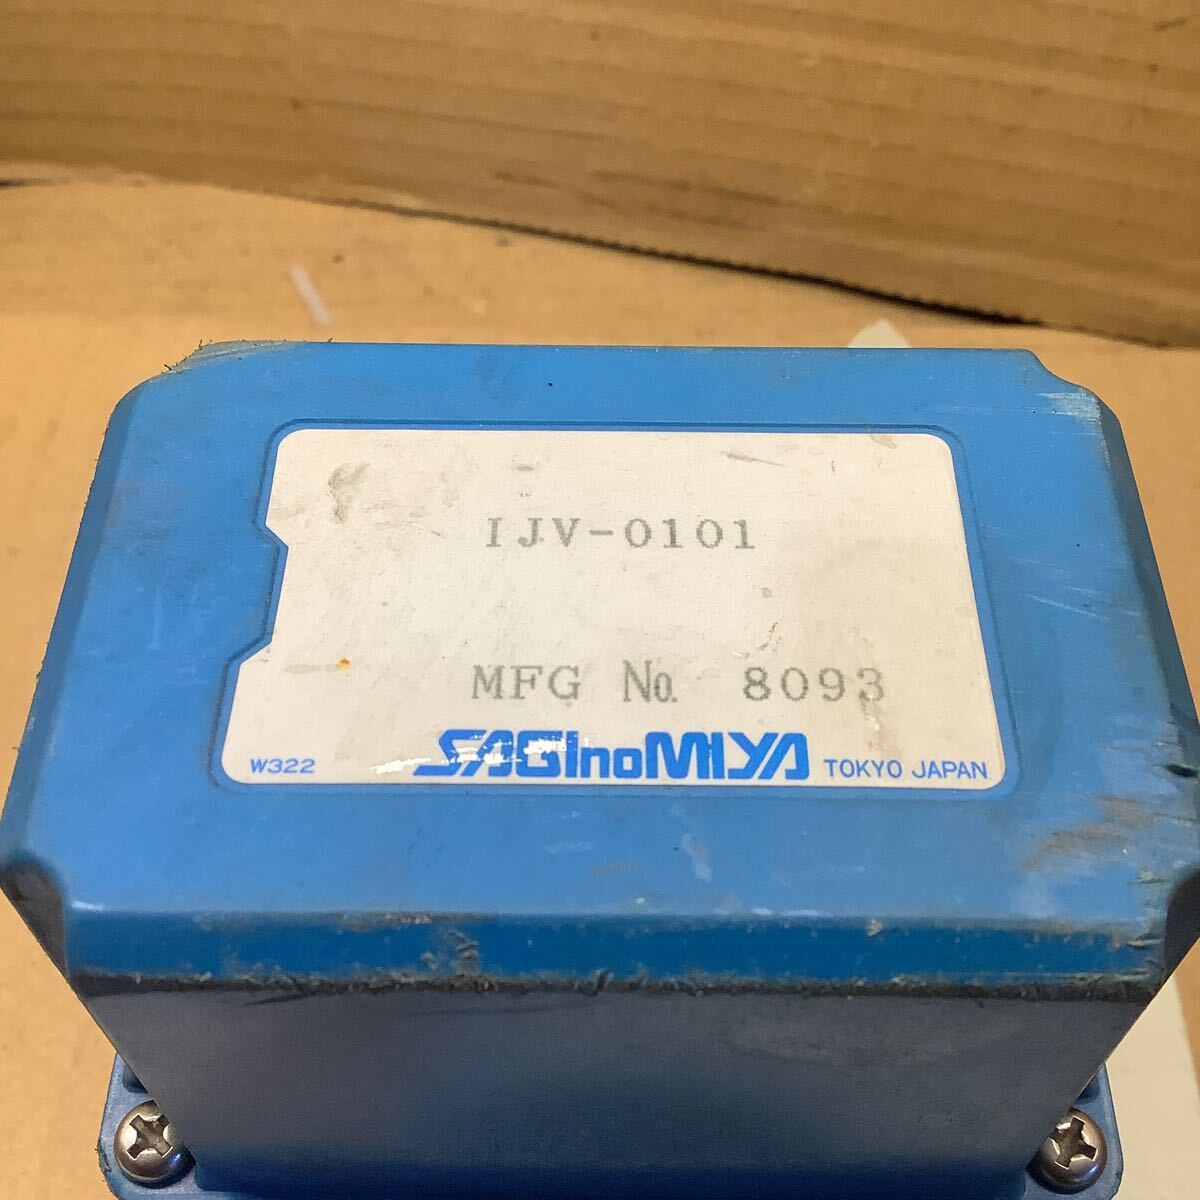 IJV-0101
MFG No. 8093
W322 SAGInoMIYA TOKYO JAPAN